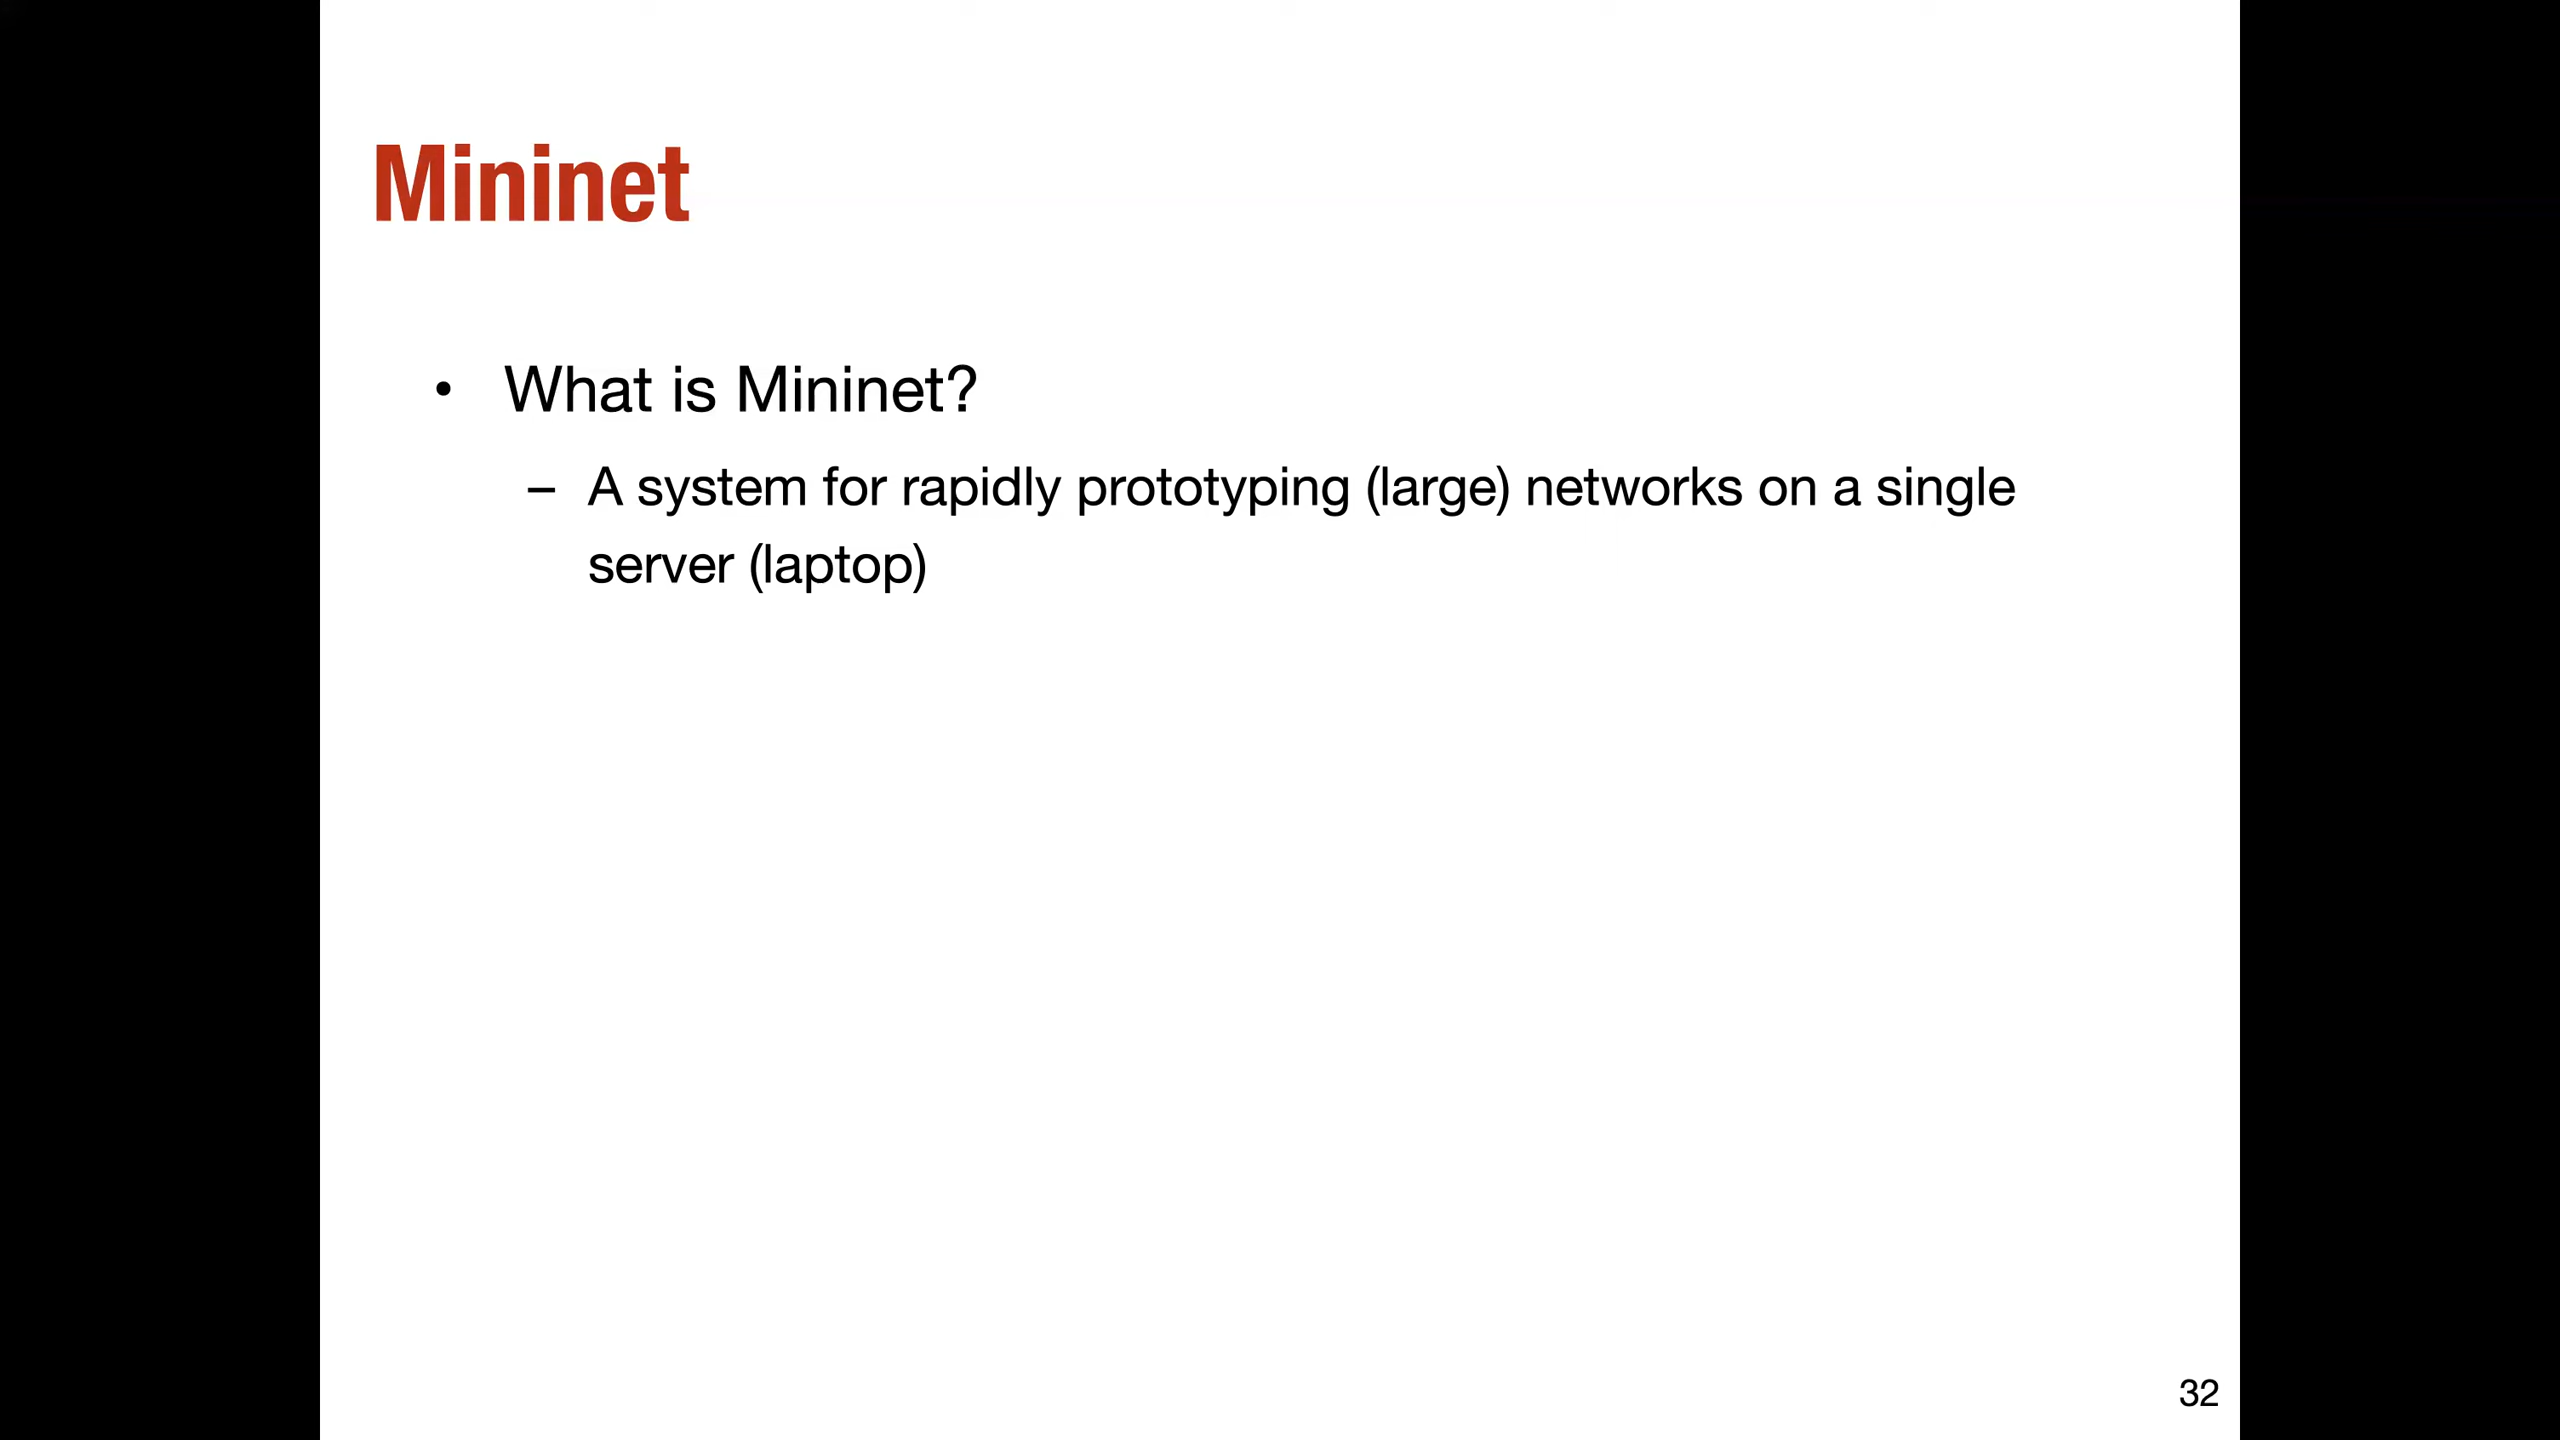 Mininet
• What is Mininet?
– A system for rapidly prototyping (large) networks on a single
server (laptop)
32